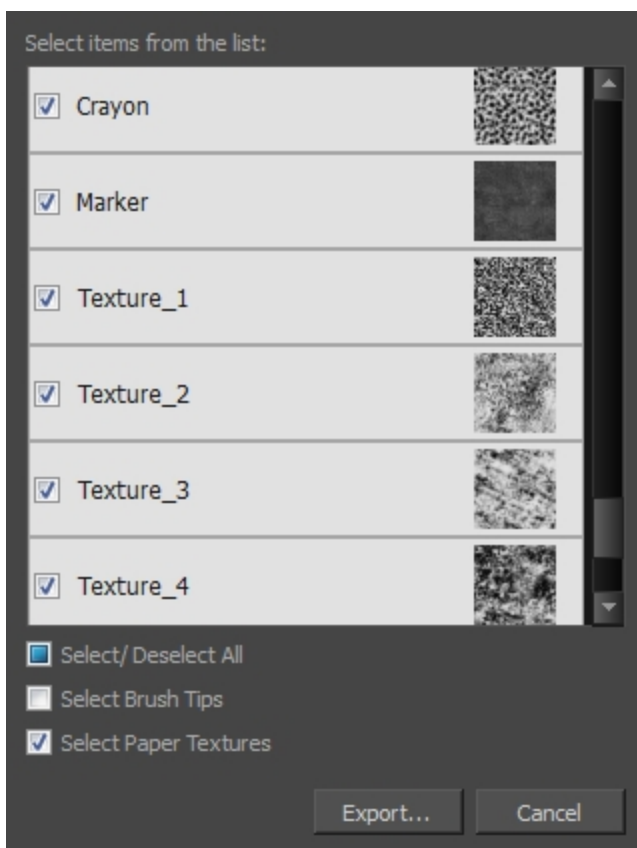 Select items from the list:
Crayon
Marker
Texture_1
Texture_2
Texture_3
Texture_4
Select/ Deselect All
Select Brush Tips
Select Paper Textures
Export... Cancel